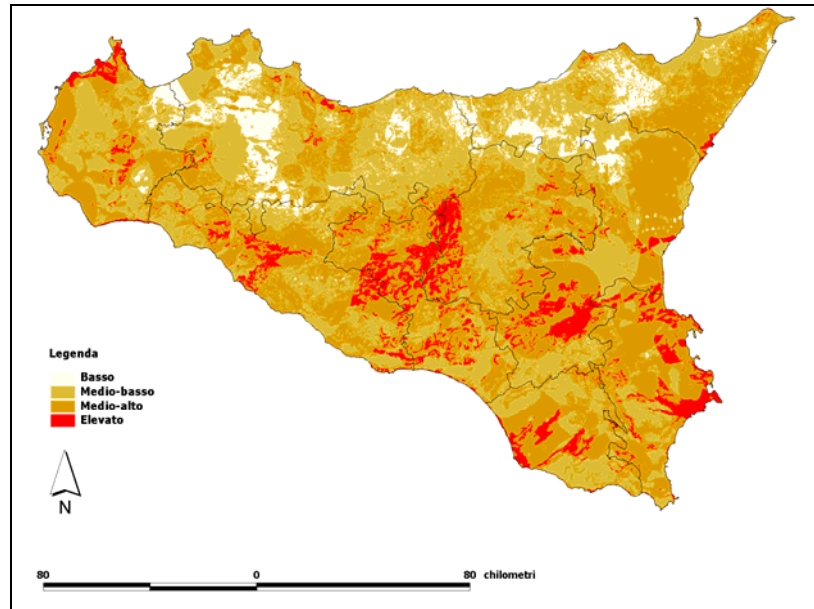 Legenda
Basso
Medio-basso
Medio-alto
Elevato
N
80 0 80 chilometri